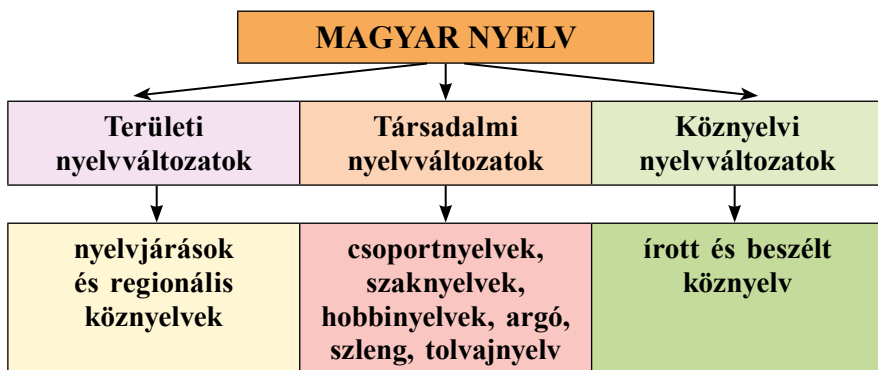 MAGYAR NYELV
Területi
nyelvváltozatok
Társadalmi
nyelvváltozatok
Köznyelvi
nyelvváltozatok
nyelvjárások
és regionális
köznyelvek
csoportnyelvek,
szaknyelvek,
hobbinyelvek, argó,
szleng, tolvajnyelv
írott és beszélt
köznyelv